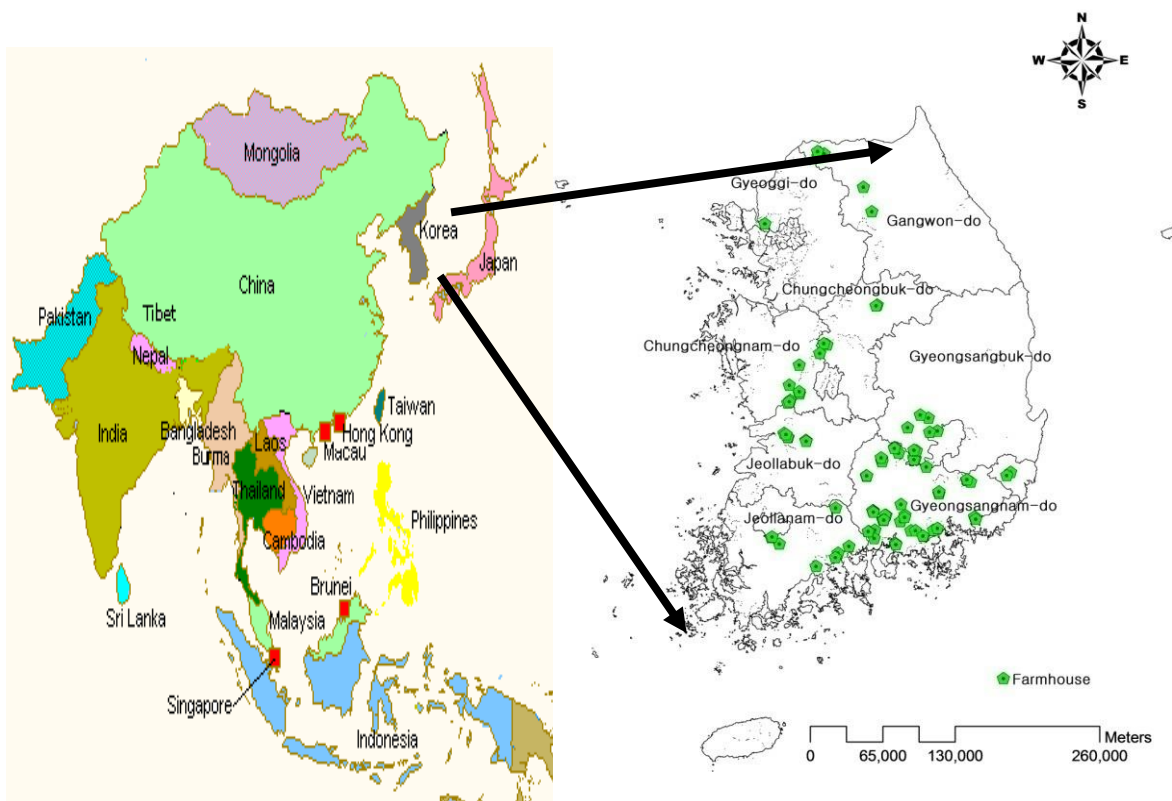 Mongolia
Korea
Japan
China
Pakistan
Tibet
Nepal
India
Bangladesh
Burma
Laos
Taiwan
Hong Kong
Macau
Thailand
Vietnam
Cambodia
Philippines
Sri Lanka
Brunei
Malaysia
Singapore
Indonesia
N
W E
S
Gyeoggi-do
Gangwon-do
Chungcheongbuk-do
Chungcheongnam-do
Gyeongsangbuk-do
Jeollabuk-do
Gyeongsangnam-do
Jeollanam-do
Farmhouse
Meters
0 65,000 130,000 260,000